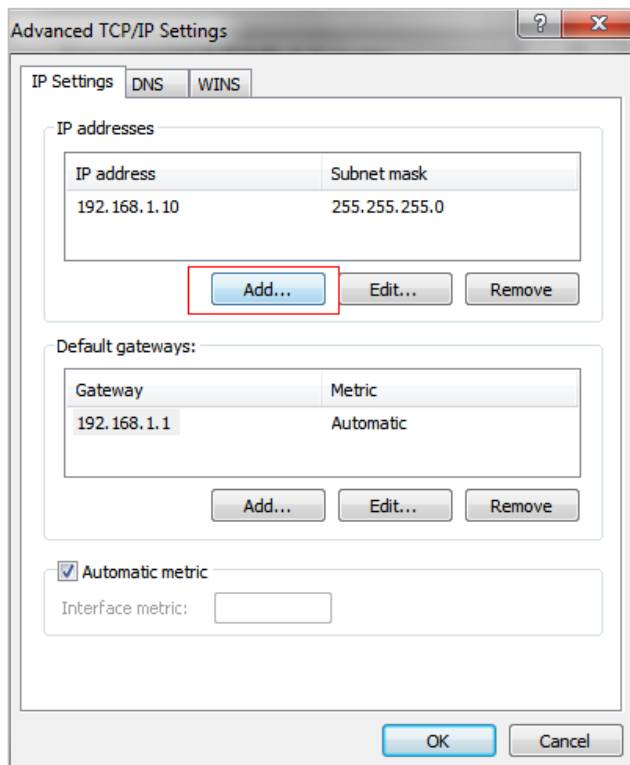 Advanced TCP/IP Settings
IP Settings DNS WINS
IP addresses
IP address Subnet mask
192.168.1.10 255.255.255.0
Add... Edit... Remove
Default gateways:
Gateway Metric
192.168.1.1 Automatic
Add... Edit... Remove
Automatic metric
Interface metric:
OK Cancel